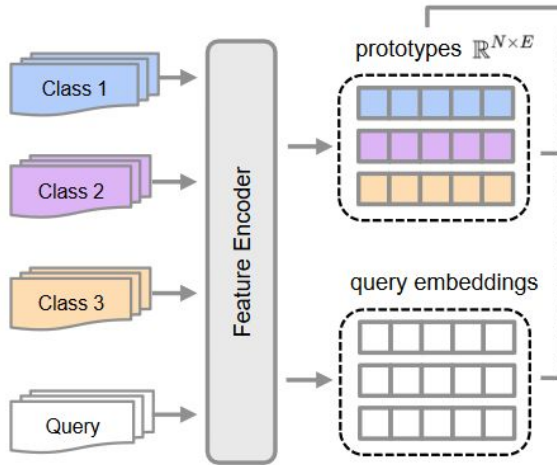 Class 1
Class 2
Class 3
Query
Feature Encoder
prototypes ℝ^{N×E}
query embeddings